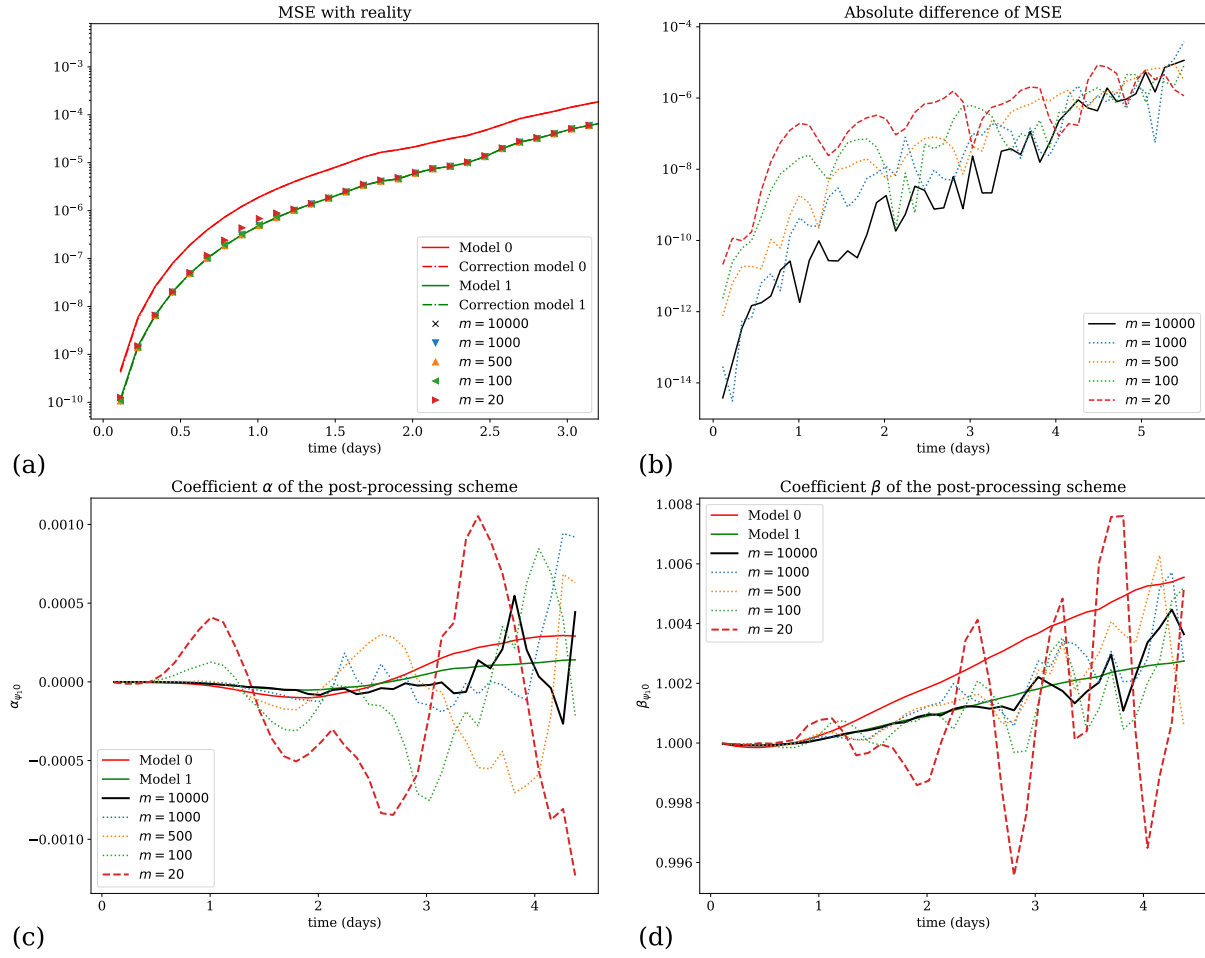 MSE with reality
10⁻³
10⁻⁴
10⁻⁵
10⁻⁶
10⁻⁷
10⁻⁸
10⁻⁹
10⁻¹⁰
Model 0
Correction model 0
Model 1
Correction model 1
m = 10000
m = 1000
m = 500
m = 100
m = 20
0.0 0.5 1.0 1.5 2.0 2.5 3.0
time (days)
(a)
Absolute difference of MSE
10⁻⁴
10⁻⁶
10⁻⁸
10⁻¹⁰
10⁻¹²
10⁻¹⁴
m = 10000
m = 1000
m = 500
m = 100
m = 20
0 1 2 3 4 5
time (days)
(b)
Coefficient α of the post-processing scheme
0.0010
0.0005
0.0000
−0.0005
−0.0010
α_ψ₁0
Model 0
Model 1
m = 10000
m = 1000
m = 500
m = 100
m = 20
0 1 2 3 4
time (days)
(c)
Coefficient β of the post-processing scheme
1.008
1.006
1.004
1.002
1.000
0.998
0.996
β_ψ₁0
Model 0
Model 1
m = 10000
m = 1000
m = 500
m = 100
m = 20
0 1 2 3 4
time (days)
(d)